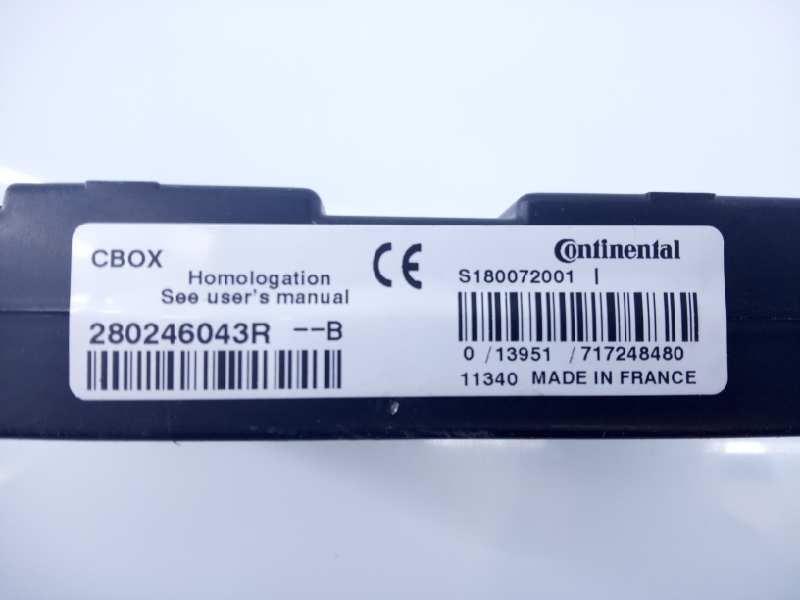 CBOX
Homologation
See user's manual
280246043R --B
CE
Continental
S180072001 I
0 /13951 /717248480
11340 MADE IN FRANCE